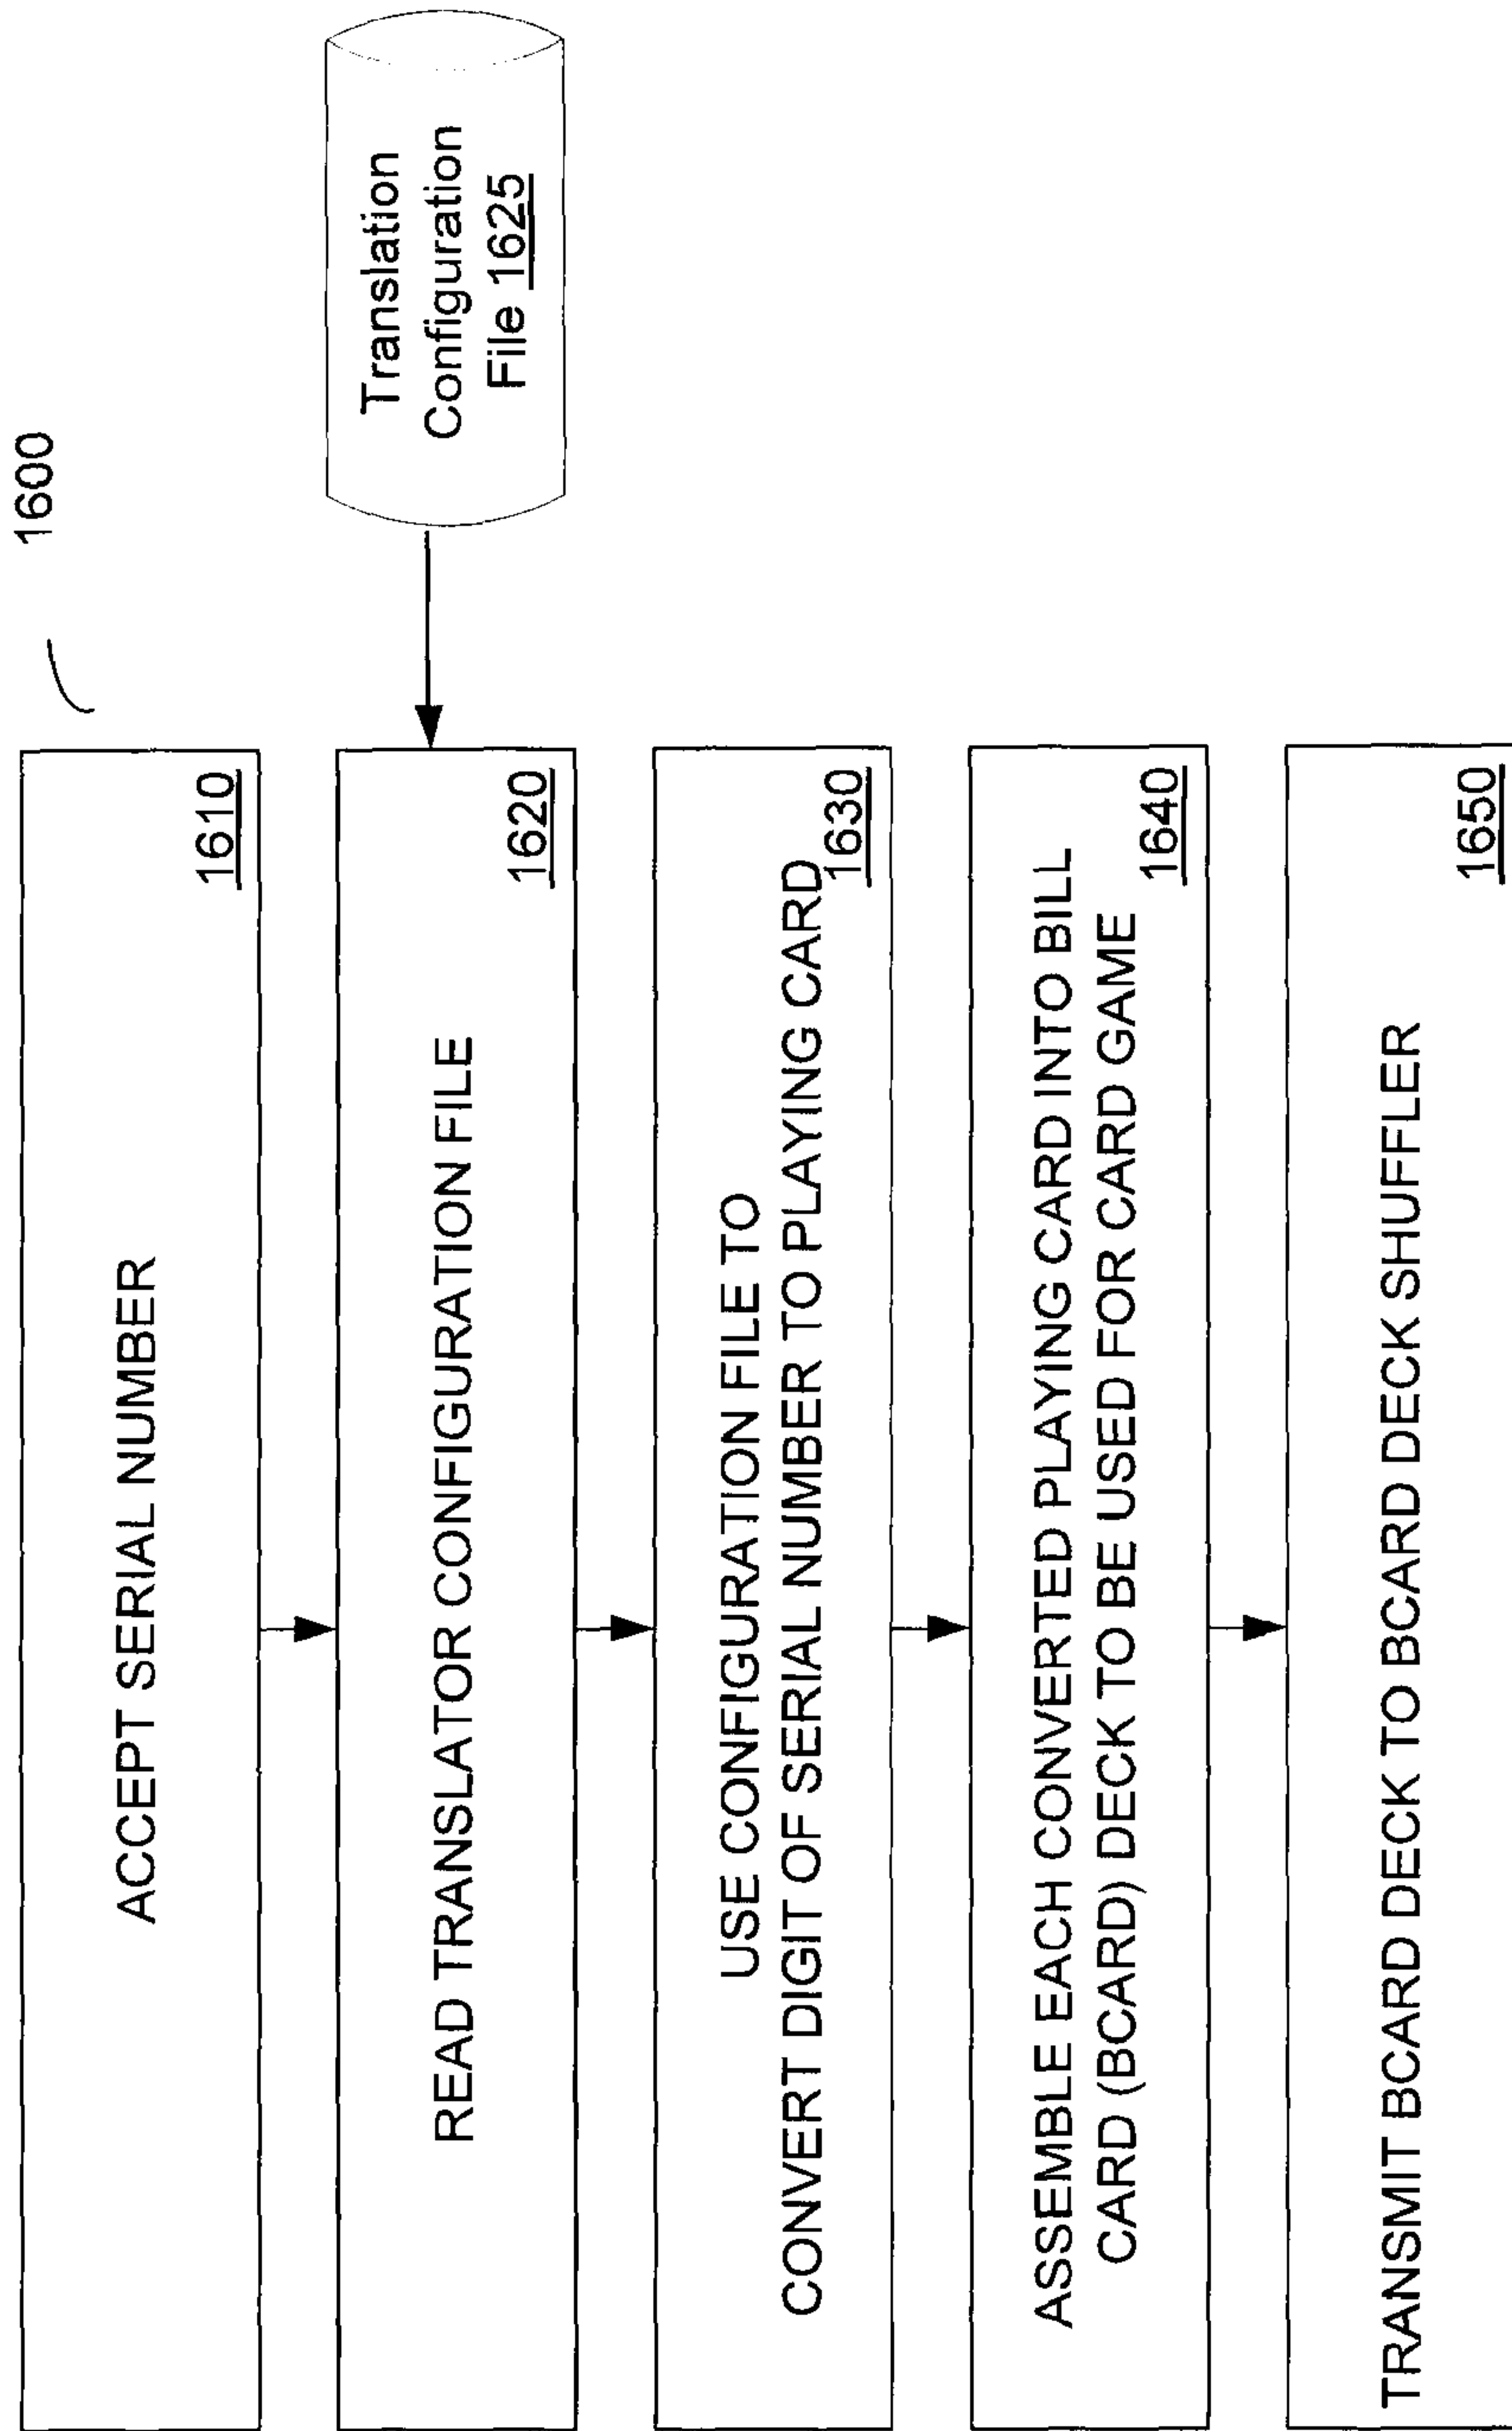 1600
ACCEPT SERIAL NUMBER
1610
READ TRANSLATOR CONFIGURATION FILE
1620
Translation
Configuration
File 1625
USE CONFIGURATION FILE TO
CONVERT DIGIT OF SERIAL NUMBER TO PLAYING CARD
1630
ASSEMBLE EACH CONVERTED PLAYING CARD INTO BILL
CARD (BCARD) DECK TO BE USED FOR CARD GAME
1640
TRANSMIT BCARD DECK TO BCARD DECK SHUFFLER
1650